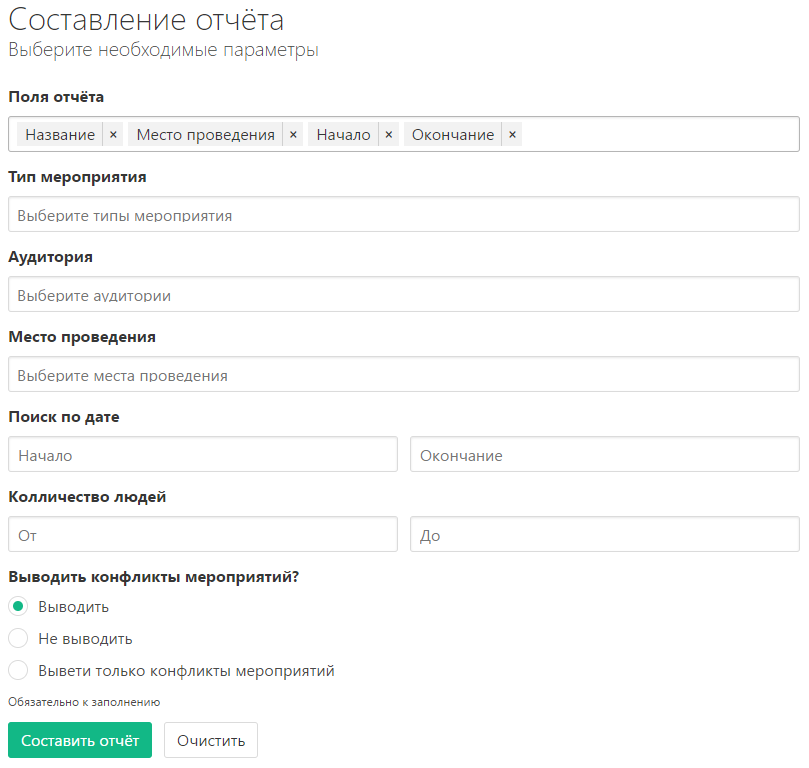 Составление отчёта
Выберите необходимые параметры
Поля отчёта
Название × Место проведения × Начало × Окончание ×
Тип мероприятия
Выберите типы мероприятия
Аудитория
Выберите аудитории
Место проведения
Выберите места проведения
Поиск по дате
Начало Окончание
Колличество людей
От До
Выводить конфликты мероприятий?
Выводить
Не выводить
Вывети только конфликты мероприятий
Обязательно к заполнению
Составить отчёт Очистить